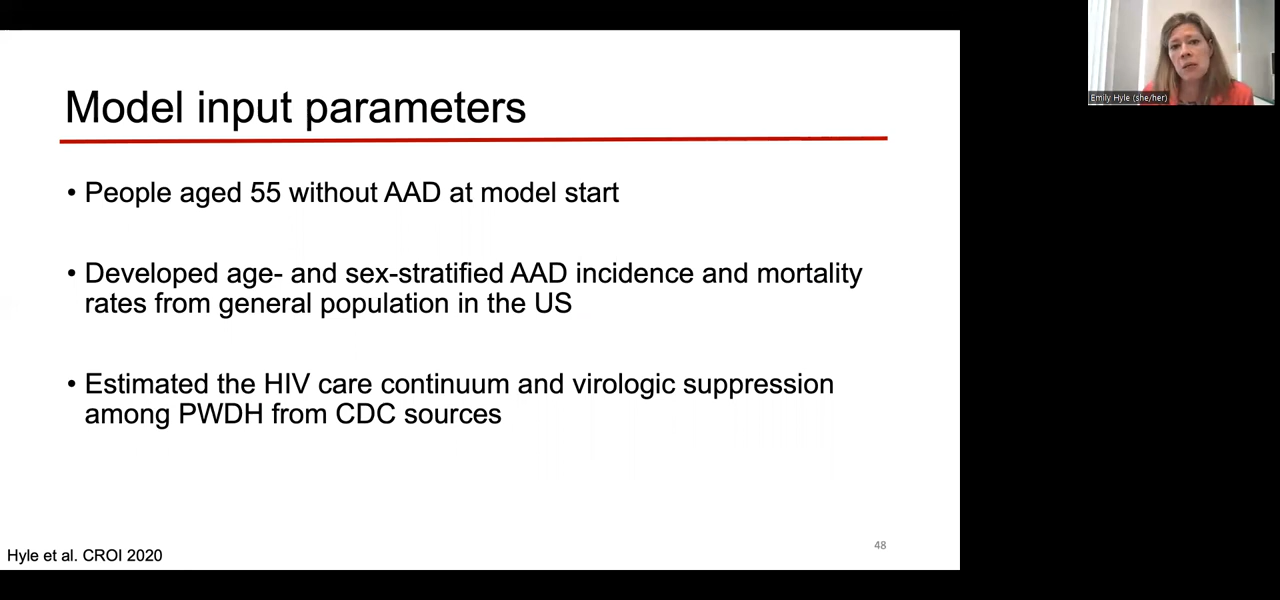 Model input parameters
• People aged 55 without AAD at model start
• Developed age- and sex-stratified AAD incidence and mortality
rates from general population in the US
• Estimated the HIV care continuum and virologic suppression
among PWDH from CDC sources
Hyle et al. CROI 2020
48
Emily Hyle (she/her)